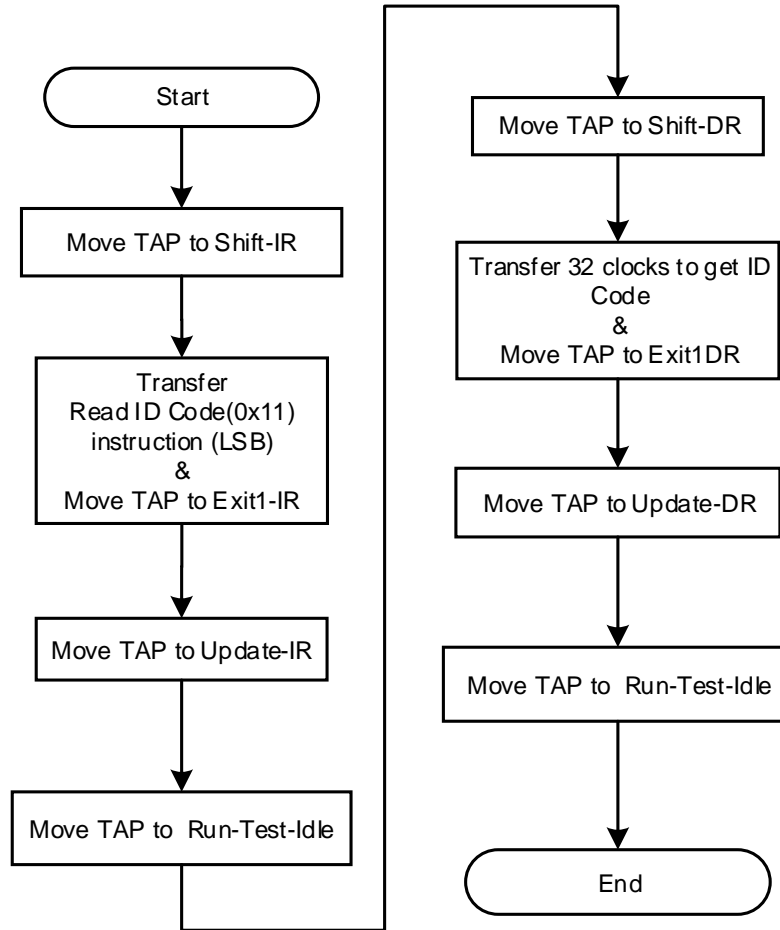 Start
Move TAP to Shift-IR
Transfer
Read ID Code(0x11)
instruction (LSB)
&
Move TAP to Exit1-IR
Move TAP to Update-IR
Move TAP to Run-Test-Idle
Move TAP to Shift-DR
Transfer 32 clocks to get ID
Code
&
Move TAP to Exit1DR
Move TAP to Update-DR
Move TAP to Run-Test-Idle
End